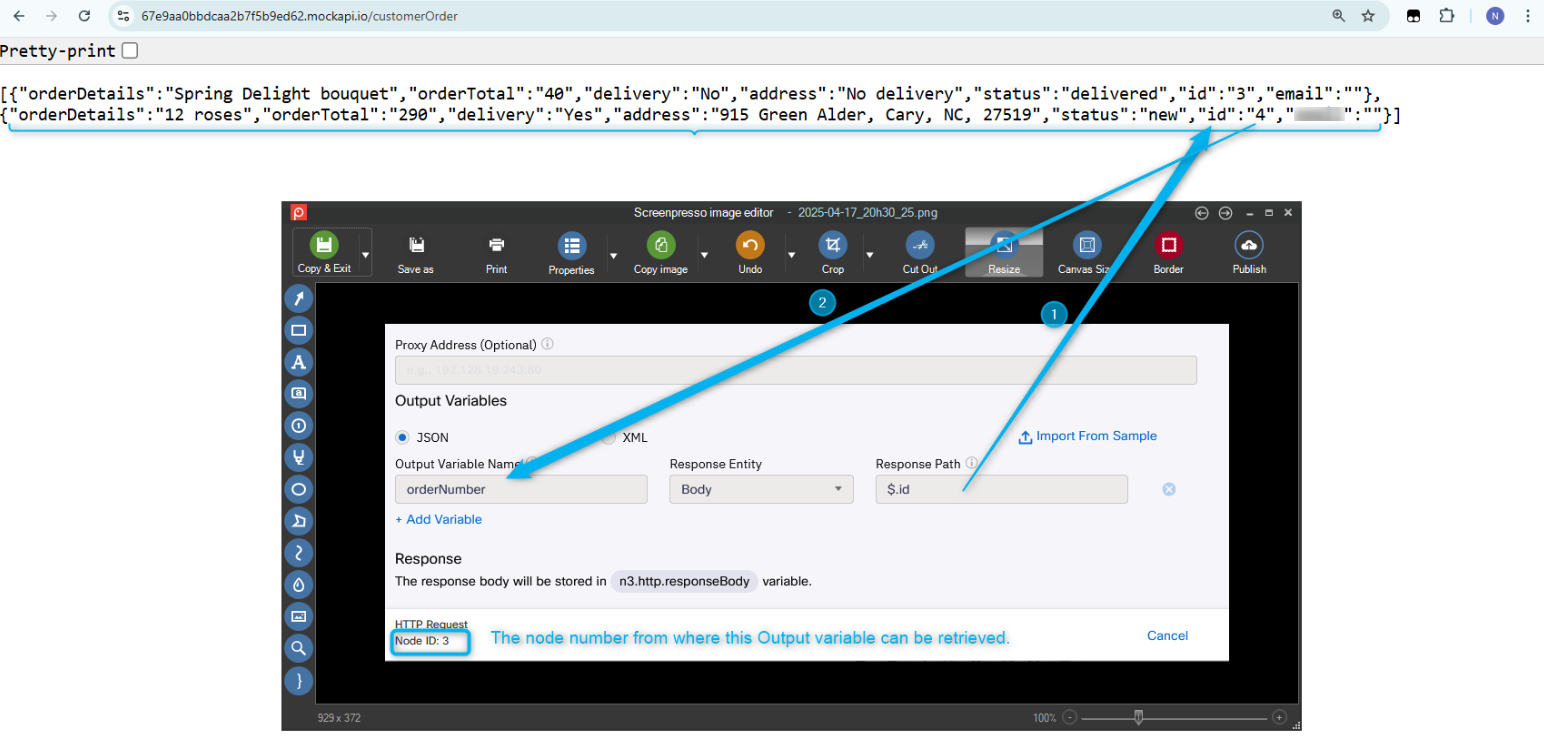 67e9aa0bbdcaa2b7f5b9ed62.mockapi.io/customerOrder
N
Pretty-print
[{"orderDetails":"Spring Delight bouquet","orderTotal":"40","delivery":"No","address":"No delivery","status":"delivered","id":"3","email":""},
{"orderDetails":"12 roses","orderTotal":"290","delivery":"Yes","address":"915 Green Alder, Cary, NC, 27519","status":"new","id":"4","":""}]
Screenpresso image editor - 2025-04-17_20h30_25.png
Copy & Exit Save as Print Properties Copy image Undo Crop Cut Out Resize Canvas Siz Border Publish
2
1
Proxy Address (Optional)
e.g., 192.128.19.243:80
Output Variables
JSON XML Import From Sample
Output Variable Name Response Entity Response Path
orderNumber Body $.id
+ Add Variable
Response
The response body will be stored in n3.http.responseBody variable.
HTTP Request
Node ID: 3 The node number from where this Output variable can be retrieved. Cancel
929 x 372 100%